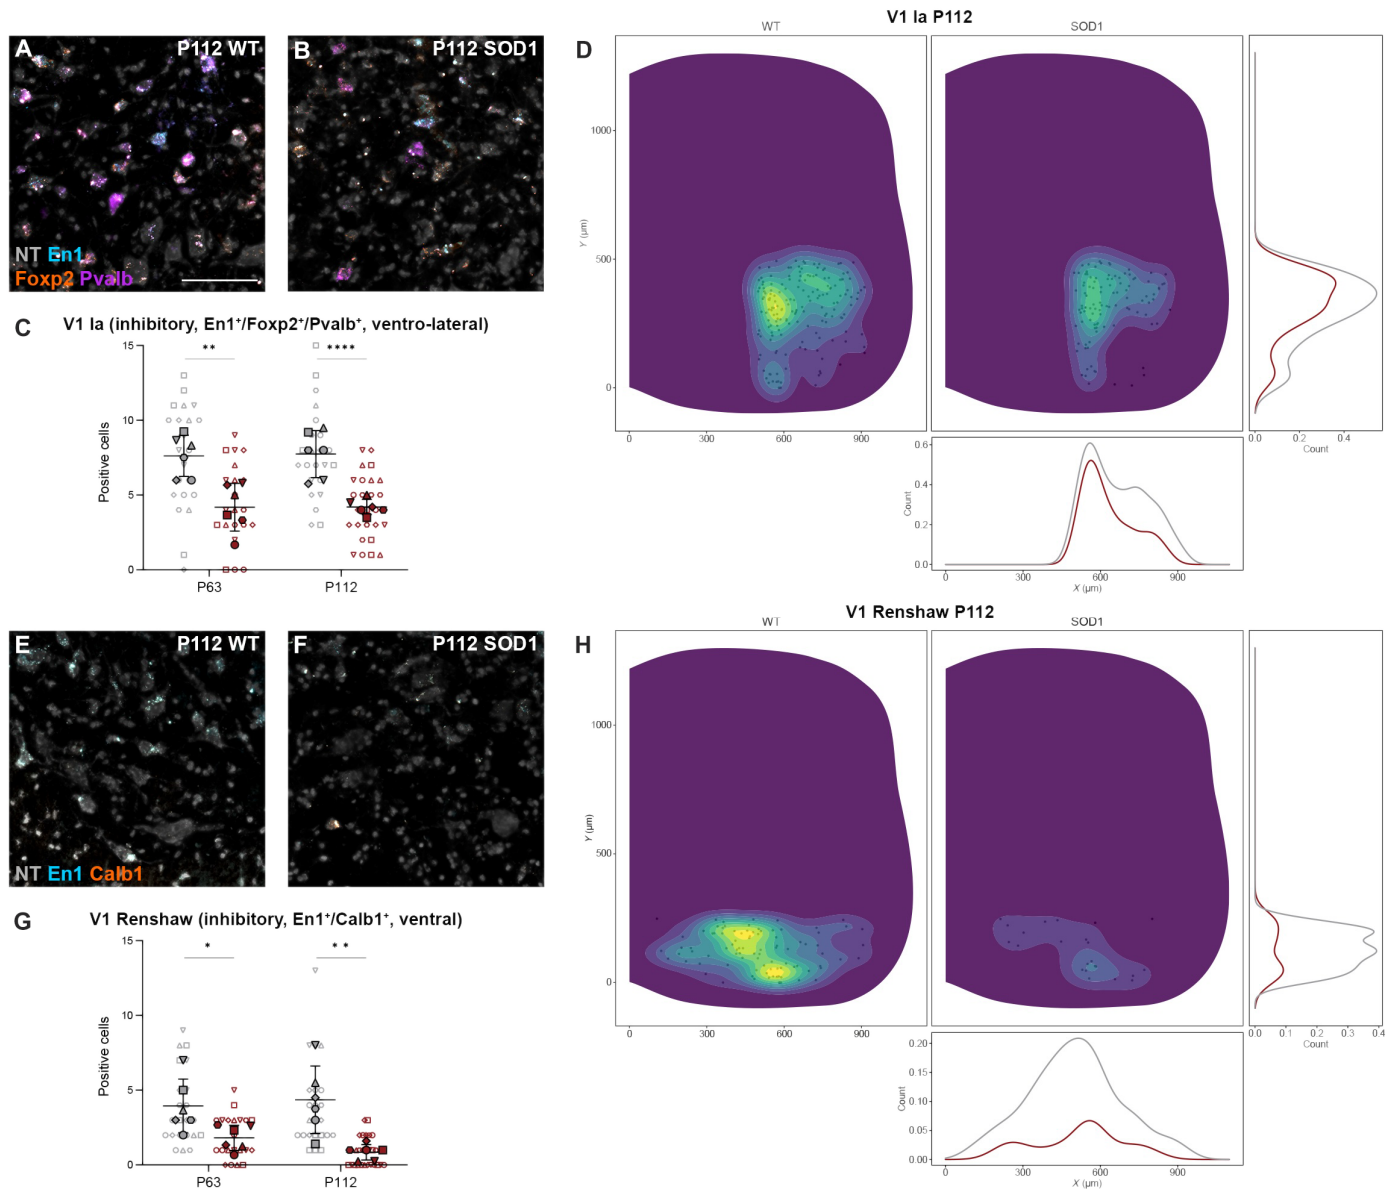 A
P112 WT
NT En1
Foxp2 Pvalb
B
P112 SOD1
C
V1 Ia (inhibitory, En1⁺/Foxp2⁺/Pvalb⁺, ventro-lateral)
Positive cells
15
10
5
0
**
****
P63
P112
D
V1 Ia P112
WT
SOD1
Y (µm)
1000
500
0
0
300
600
900
0.0
0.2
0.4
Count
Count
0.6
0.4
0.2
0.0
0
300
600
900
X (µm)
E
P112 WT
NT En1 Calb1
F
P112 SOD1
G
V1 Renshaw (inhibitory, En1⁺/Calb1⁺, ventral)
Positive cells
15
10
5
0
*
**
P63
P112
H
V1 Renshaw P112
WT
SOD1
Y (µm)
1000
500
0
0
300
600
900
0.0
0.1
0.2
0.3
0.4
Count
Count
0.20
0.15
0.10
0.05
0.00
0
300
600
900
X (µm)